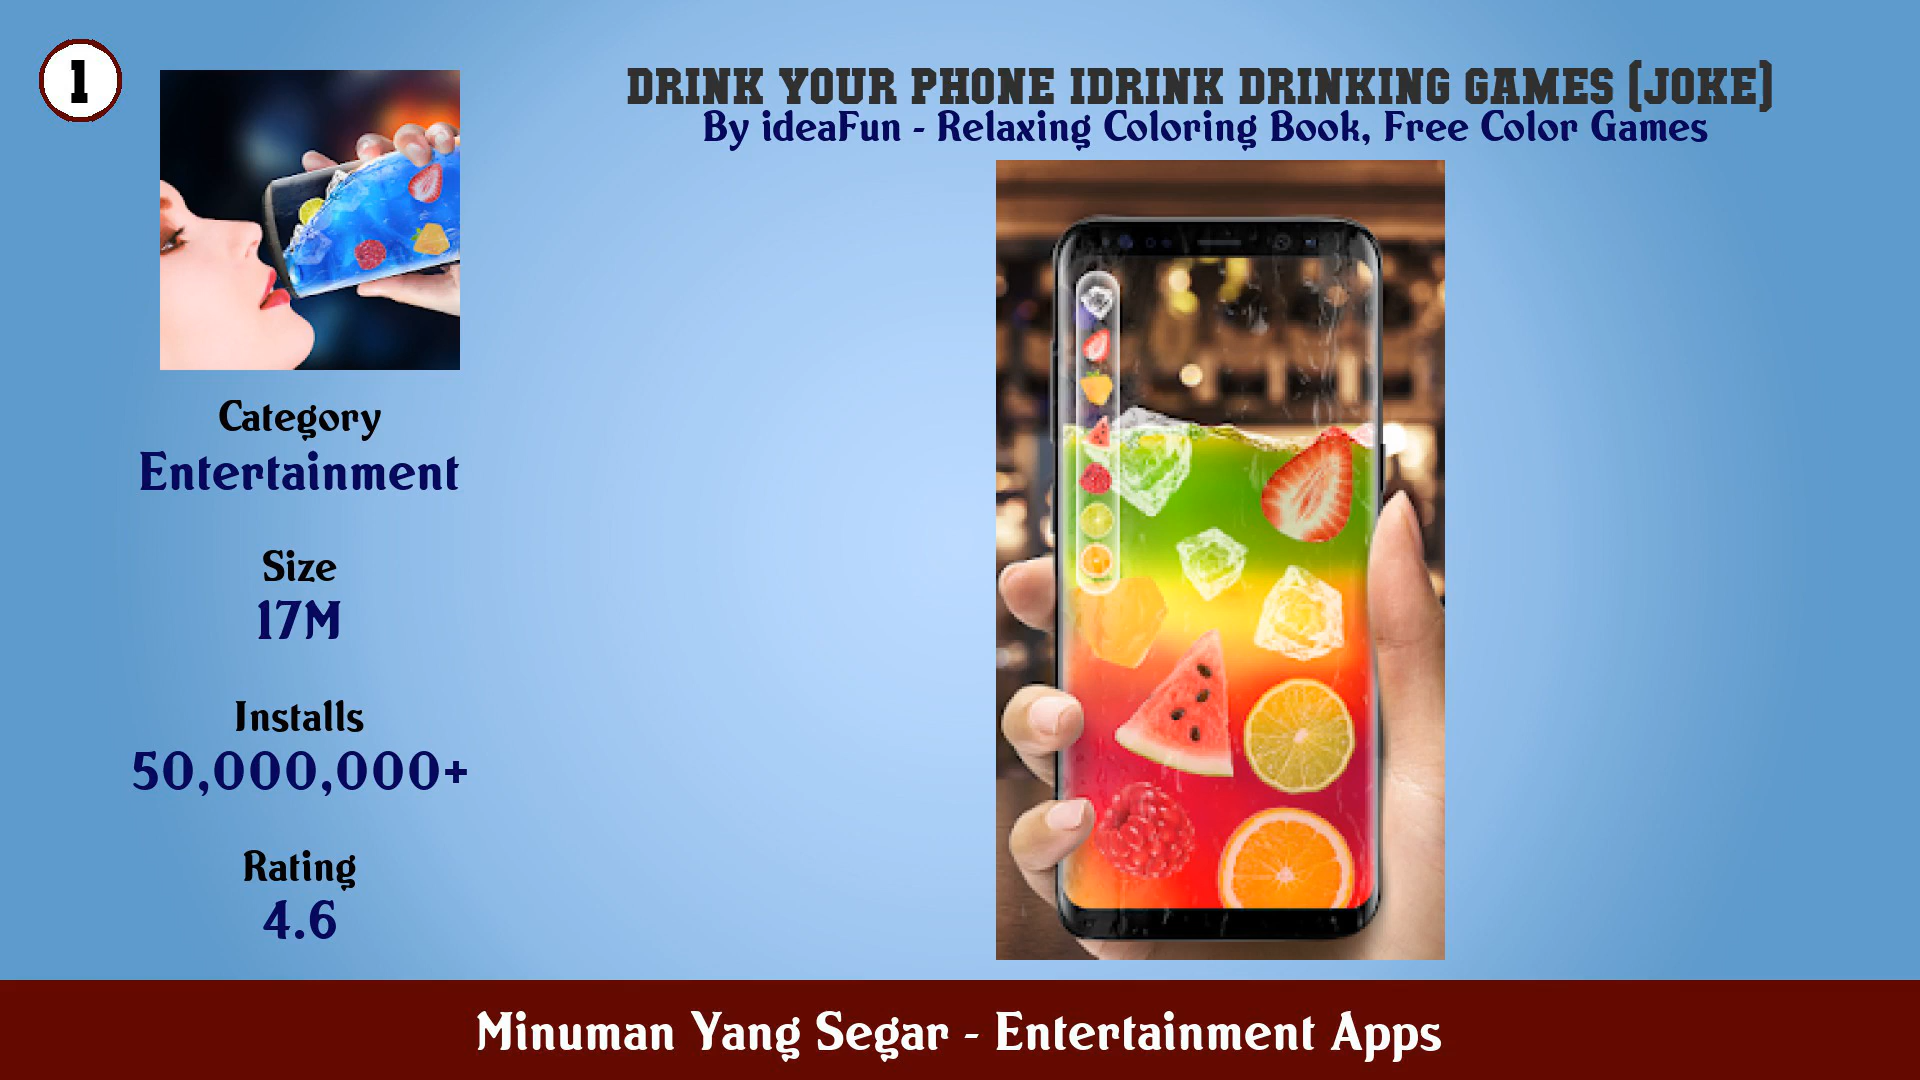 1
DRINK YOUR PHONE IDRINK DRINKING GAMES (JOKE)
By ideaFun - Relaxing Coloring Book, Free Color Games
Category
Entertainment
Size
17M
Installs
50,000,000+
Rating
4.6
Minuman Yang Segar - Entertainment Apps